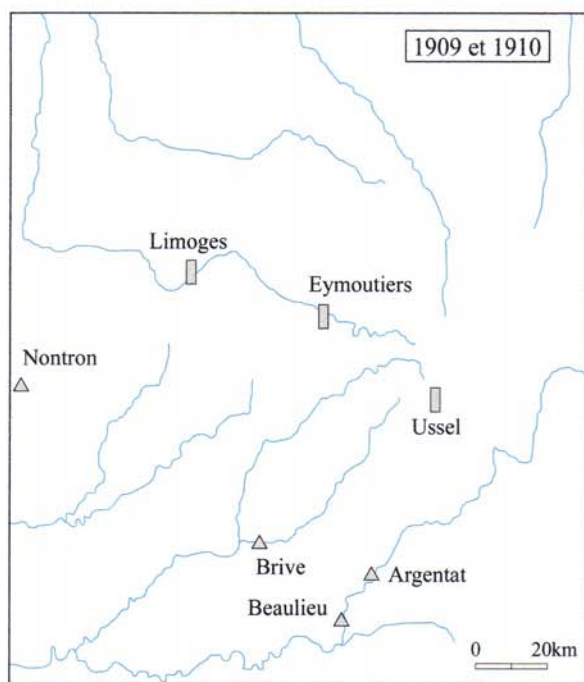 1909 et 1910
Limoges
Eymoutiers
Nontron
Ussel
Brive
Argentat
Beaulieu
0 20km